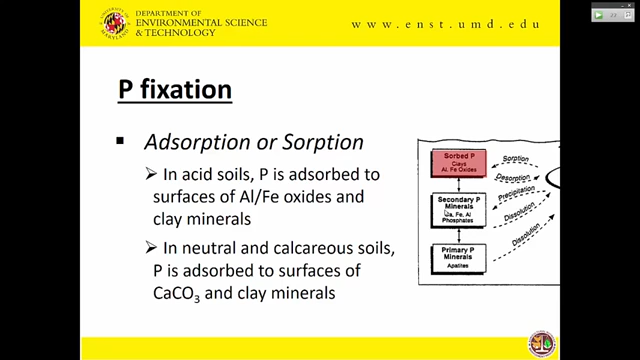 DEPARTMENT OF
ENVIRONMENTAL SCIENCE
& TECHNOLOGY
www.enst.umd.edu
P fixation
Adsorption or Sorption
In acid soils, P is adsorbed to
surfaces of Al/Fe oxides and
clay minerals
In neutral and calcareous soils,
P is adsorbed to surfaces of
CaCO3 and clay minerals
Sorbed P
Clays
Al, Fe Oxides
Secondary P
Minerals
Ca, Fe, Al
Phosphates
Primary P
Minerals
Apatites
Sorption
Desorption
Precipitation
Dissolution
Dissolution